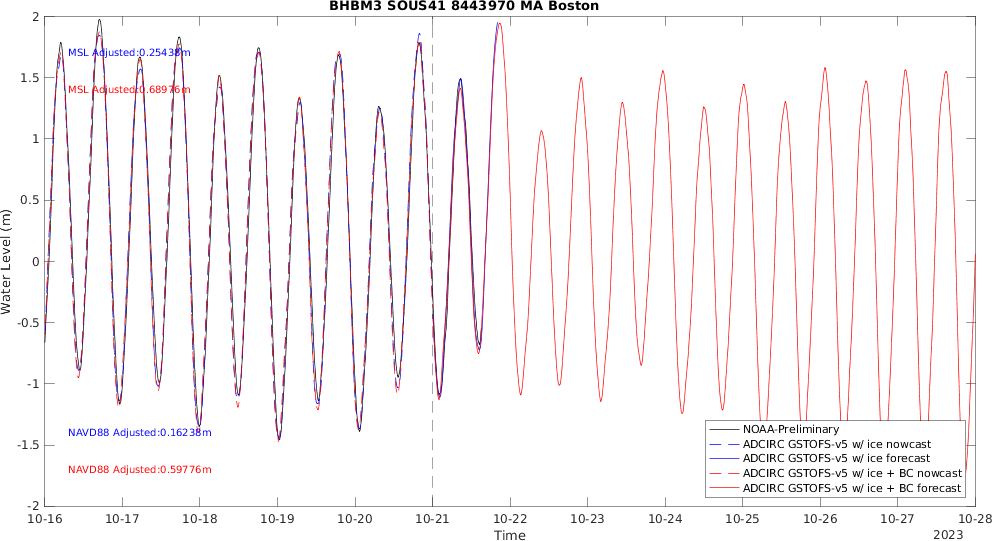 BHBM3 SOUS41 8443970 MA Boston
2
1.5
1
0.5
0
-0.5
-1
-1.5
-2
Water Level (m)
MSL Adjusted:0.25438m
MSL Adjusted:0.68976m
NAVD88 Adjusted:0.16238m
NAVD88 Adjusted:0.59776m
NOAA-Preliminary
ADCIRC GSTOFS-v5 w/ ice nowcast
ADCIRC GSTOFS-v5 w/ ice forecast
ADCIRC GSTOFS-v5 w/ ice + BC nowcast
ADCIRC GSTOFS-v5 w/ ice + BC forecast
10-16 10-17 10-18 10-19 10-20 10-21 10-22 10-23 10-24 10-25 10-26 10-27 10-28
Time
2023